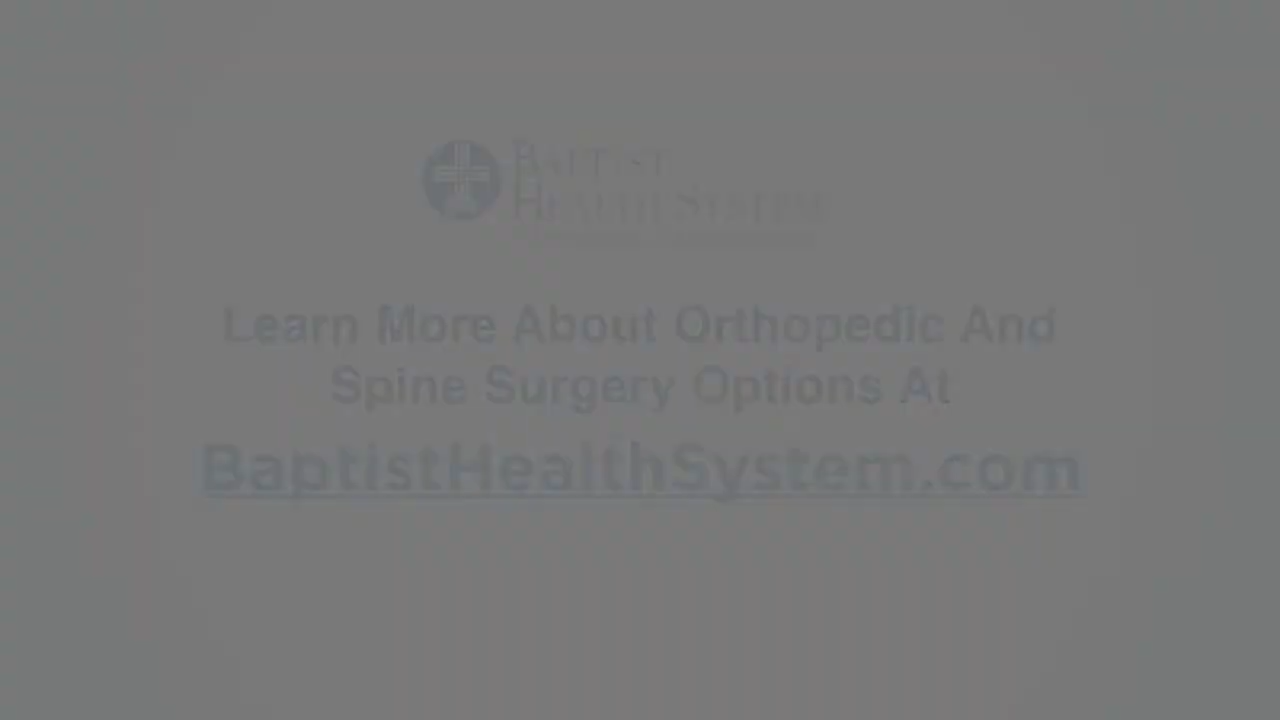 BAPTIST
HEALTH SYSTEM
Learn More About Orthopedic And
Spine Surgery Options At
BaptistHealthSystem.com